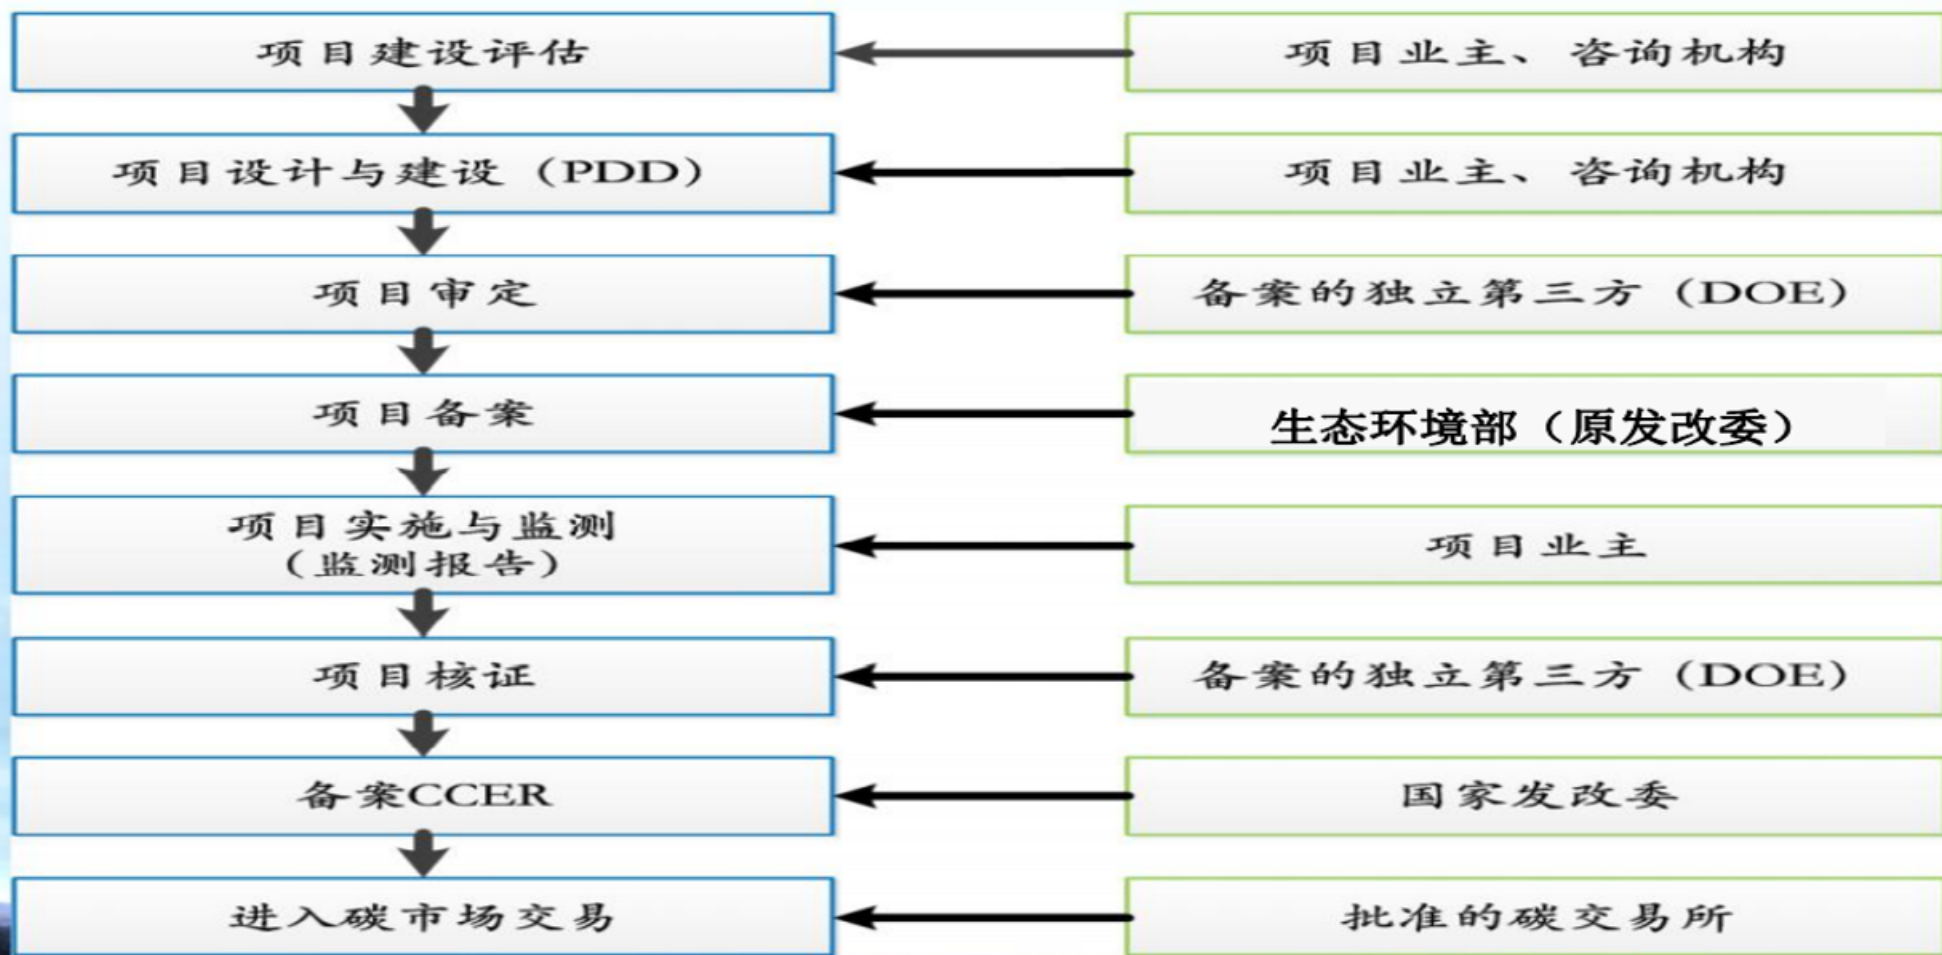 项目建设评估
项目业主、咨询机构
项目设计与建设（PDD）
项目业主、咨询机构
项目审定
备案的独立第三方（DOE）
项目备案
生态环境部（原发改委）
项目实施与监测
（监测报告）
项目业主
项目核证
备案的独立第三方（DOE）
备案CCER
国家发改委
进入碳市场交易
批准的碳交易所